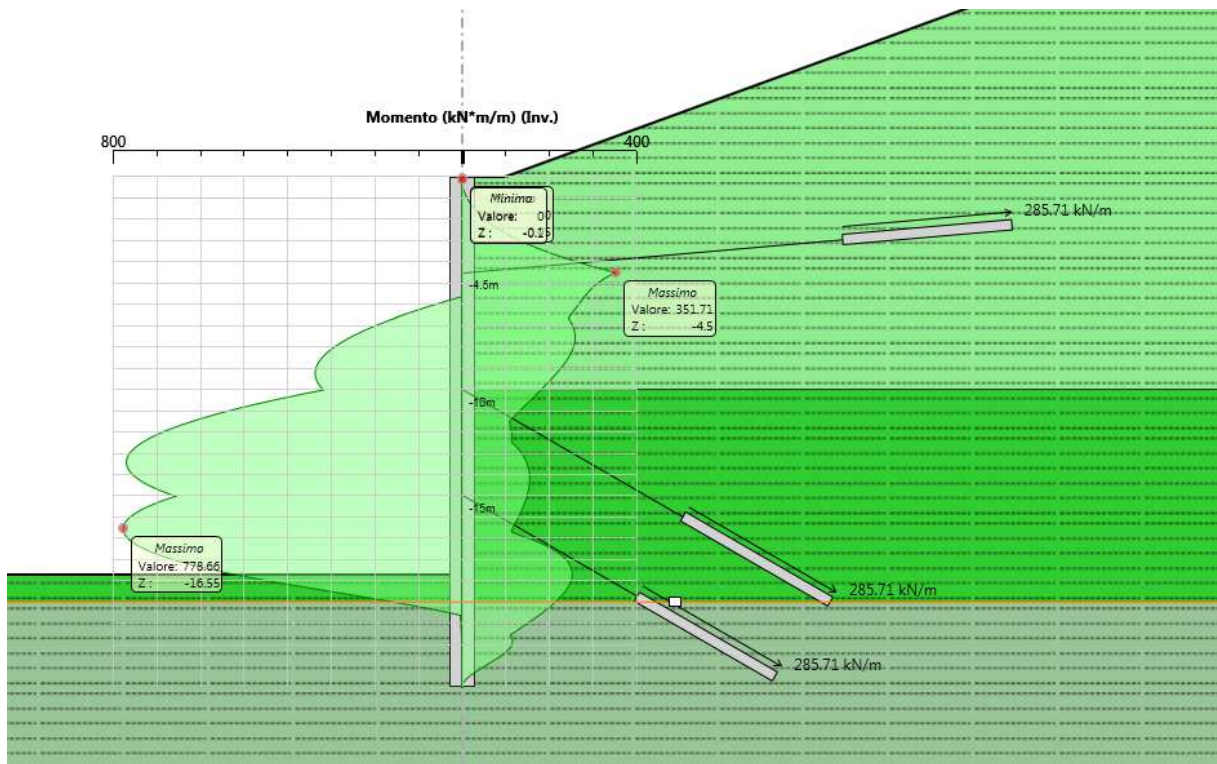 Momento (kN*m/m) (Inv.)
800
400
Minimo
Valore: 00
Z : -0.15
285.71 kN/m
-4.5m
Massimo
Valore: 351.71
Z : -4.5
-10m
-15m
Massimo
Valore: 778.66
Z : -16.55
285.71 kN/m
285.71 kN/m